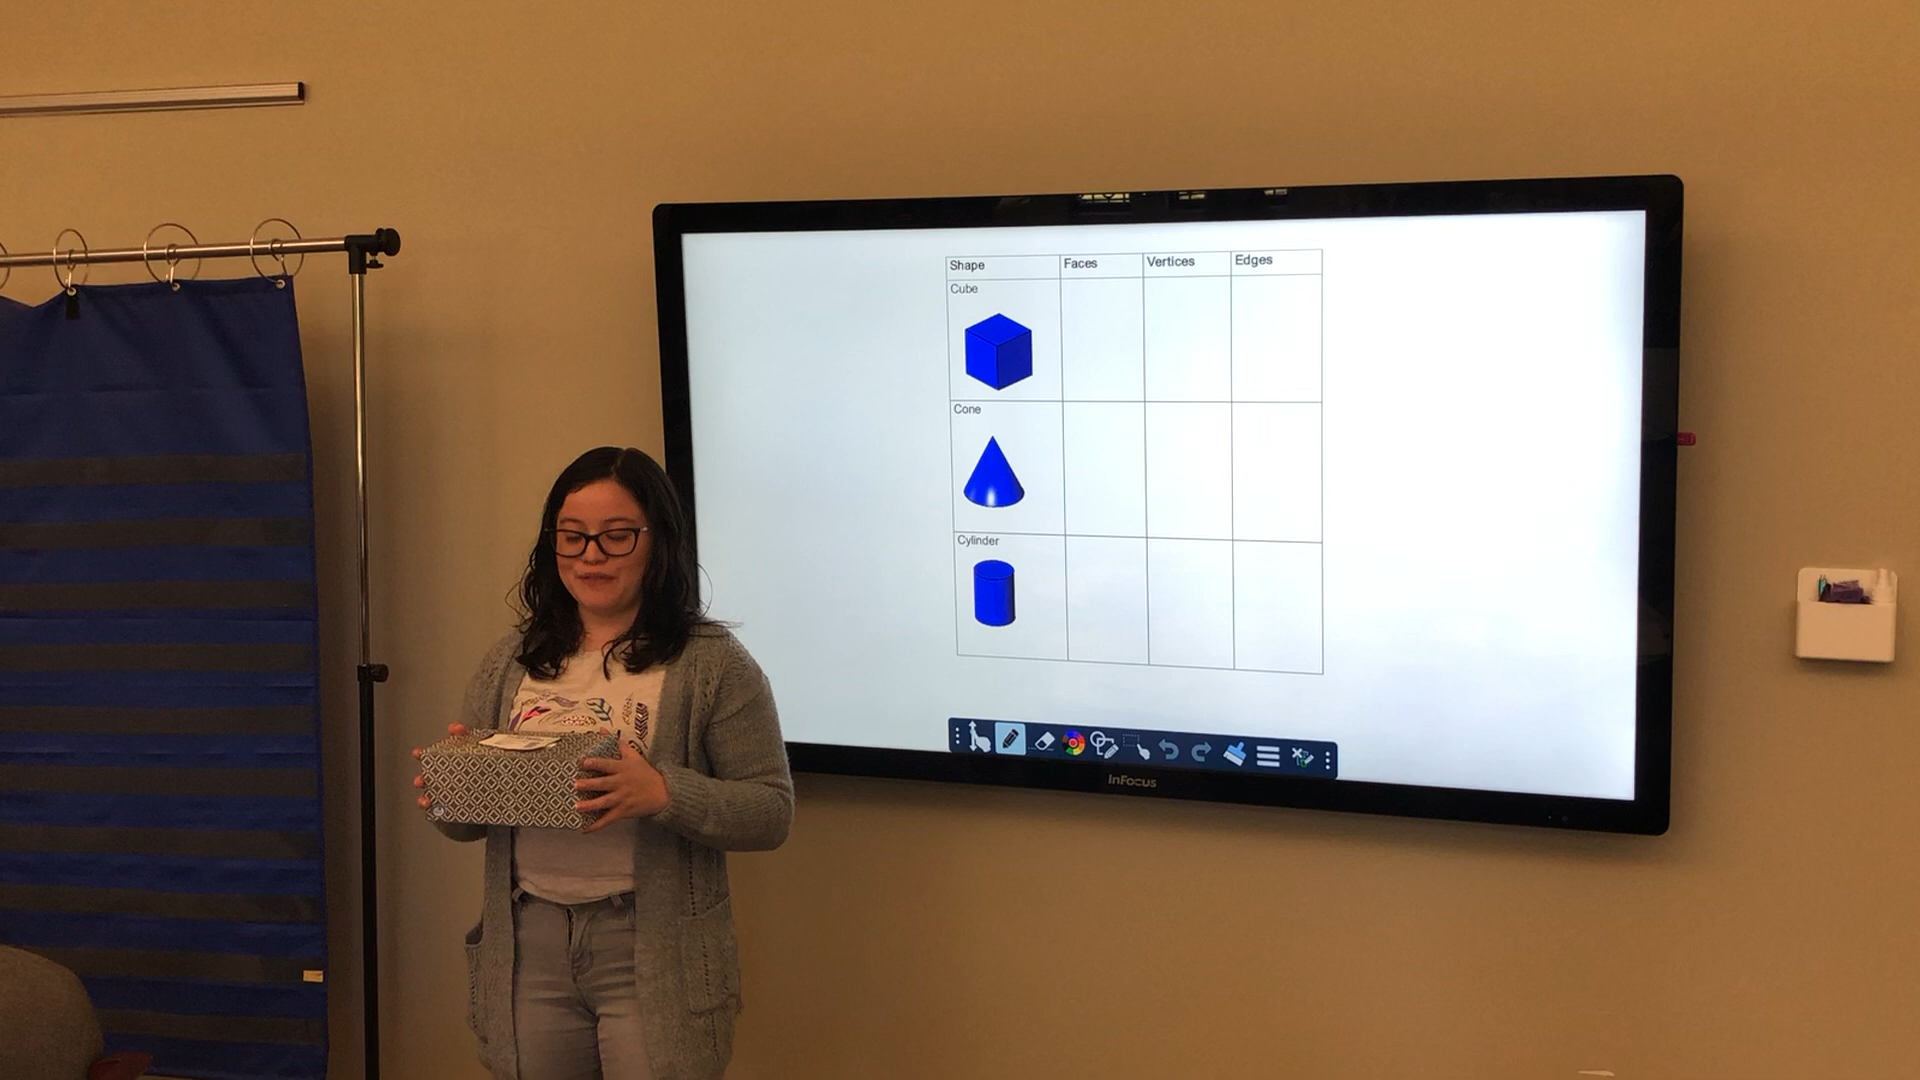 Shape Faces Vertices Edges
Cube
Cone
Cylinder
InFocus